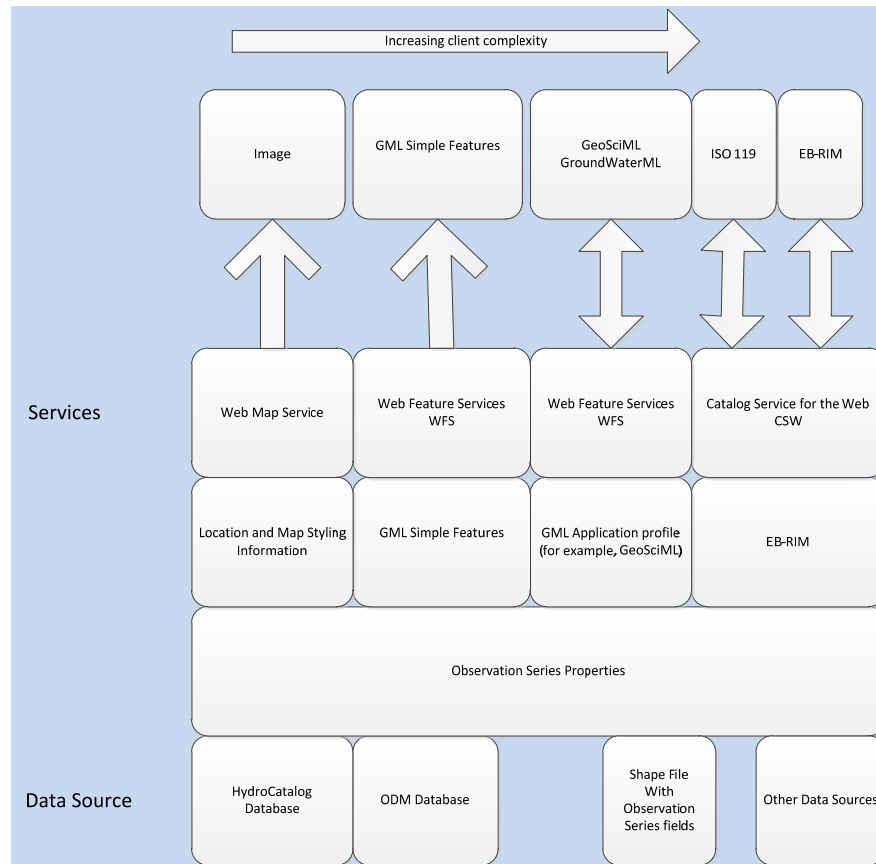 Increasing client complexity
Image
GML Simple Features
GeoSciML
GroundWaterML
ISO 119
EB-RIM
Services
Web Map Service
Web Feature Services
WFS
Web Feature Services
WFS
Catalog Service for the Web
CSW
Location and Map Styling
Information
GML Simple Features
GML Application profile
(for example, GeoSciML)
EB-RIM
Observation Series Properties
Data Source
HydroCatalog
Database
ODM Database
Shape File
With
Observation
Series fields
Other Data Sources